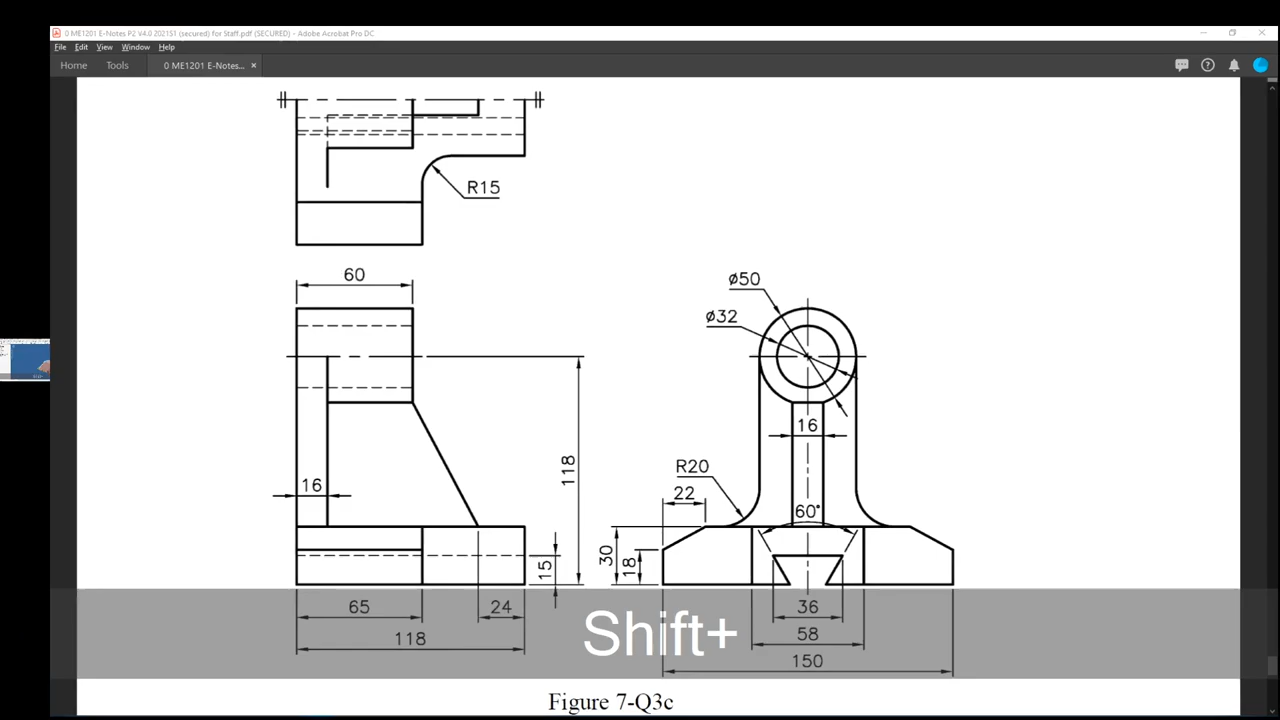 0 ME1201 E-Notes P2 V4.0 2021S1 (secured) for Staff.pdf (SECURED) - Adobe Acrobat Pro DC
File Edit View Window Help
Home Tools 0 ME1201 E-Notes...
R15
60
ø50
ø32
16
118
16
R20
22
60°
30
18
15
65
24
36
118
58
150
Shift+
Figure 7-Q3c